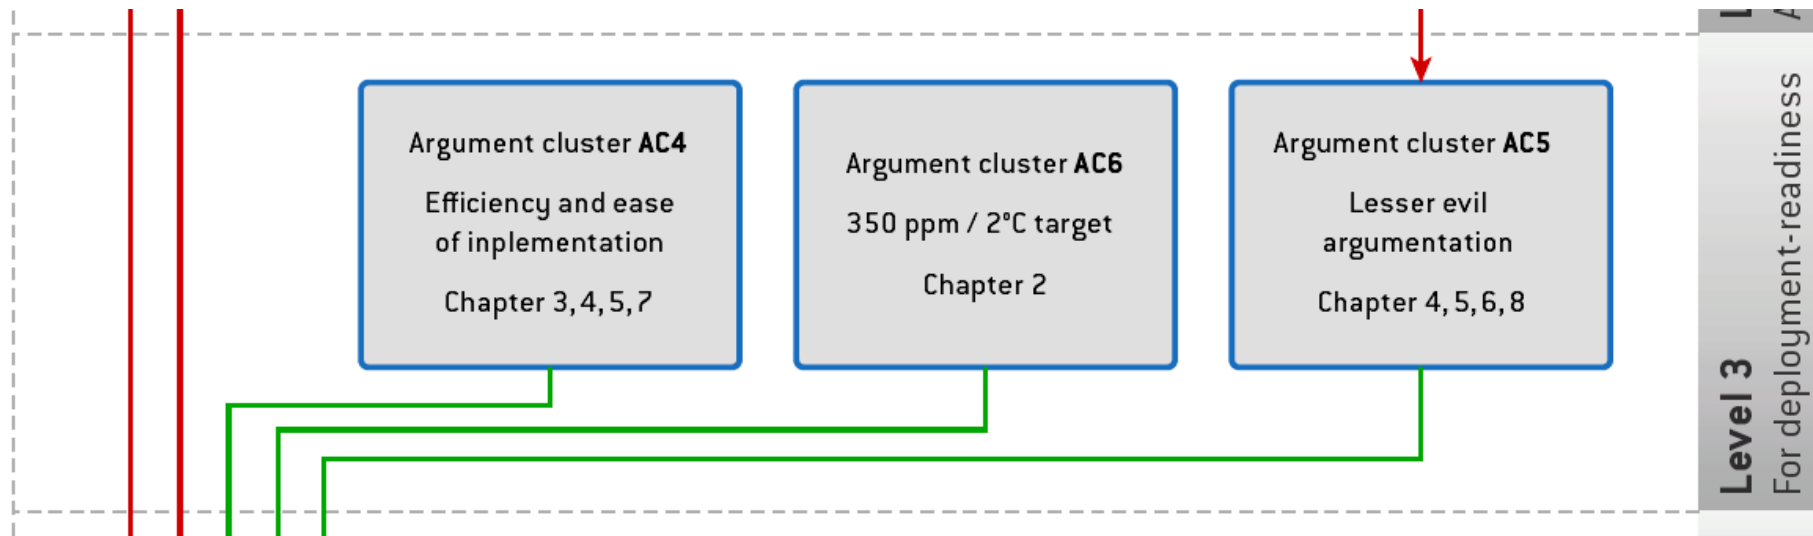 Argument cluster AC4
Efficiency and ease
of inplementation
Chapter 3, 4, 5, 7
Argument cluster AC6
350 ppm / 2°C target
Chapter 2
Argument cluster AC5
Lesser evil
argumentation
Chapter 4, 5, 6, 8
Level 3
For deployment-readiness